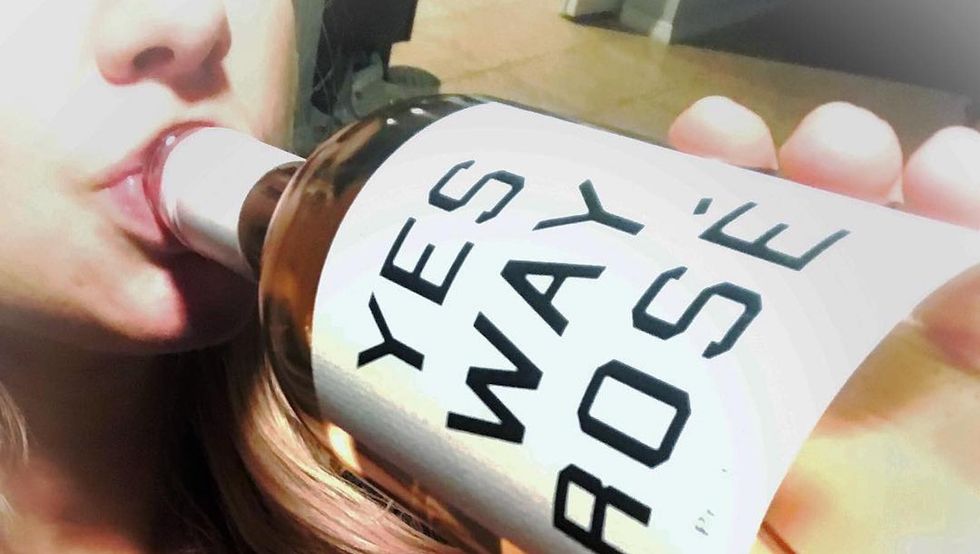 YES
WAY
ROSÉ